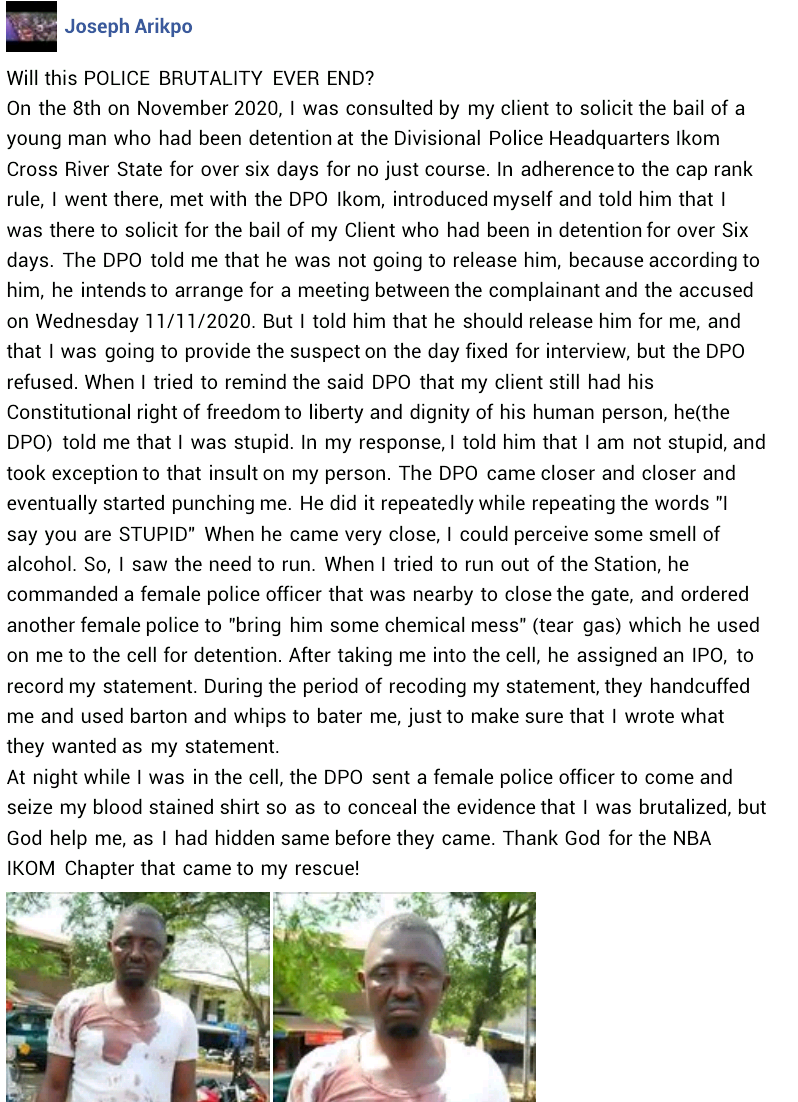 Joseph Arikpo
Will this POLICE BRUTALITY EVER END?
On the 8th on November 2020, I was consulted by my client to solicit the bail of a
young man who had been detention at the Divisional Police Headquarters Ikom
Cross River State for over six days for no just course. In adherence to the cap rank
rule, I went there, met with the DPO Ikom, introduced myself and told him that I
was there to solicit for the bail of my Client who had been in detention for over Six
days. The DPO told me that he was not going to release him, because according to
him, he intends to arrange for a meeting between the complainant and the accused
on Wednesday 11/11/2020. But I told him that he should release him for me, and
that I was going to provide the suspect on the day fixed for interview, but the DPO
refused. When I tried to remind the said DPO that my client still had his
Constitutional right of freedom to liberty and dignity of his human person, he(the
DPO) told me that I was stupid. In my response, I told him that I am not stupid, and
took exception to that insult on my person. The DPO came closer and closer and
eventually started punching me. He did it repeatedly while repeating the words "I
say you are STUPID" When he came very close, I could perceive some smell of
alcohol. So, I saw the need to run. When I tried to run out of the Station, he
commanded a female police officer that was nearby to close the gate, and ordered
another female police to "bring him some chemical mess" (tear gas) which he used
on me to the cell for detention. After taking me into the cell, he assigned an IPO, to
record my statement. During the period of recoding my statement, they handcuffed
me and used barton and whips to bater me, just to make sure that I wrote what
they wanted as my statement.
At night while I was in the cell, the DPO sent a female police officer to come and
seize my blood stained shirt so as to conceal the evidence that I was brutalized, but
God help me, as I had hidden same before they came. Thank God for the NBA
IKOM Chapter that came to my rescue!